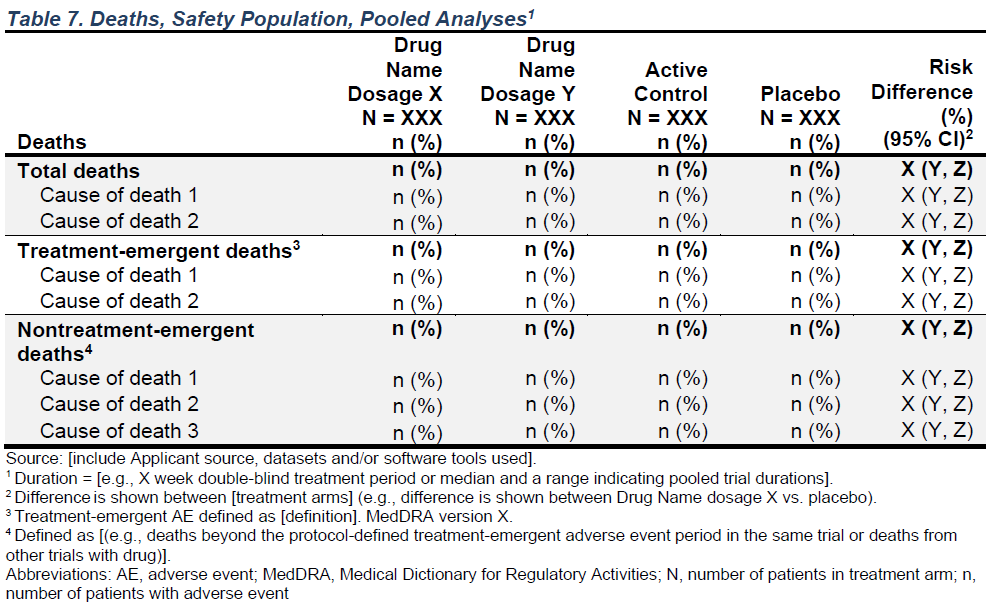 Table 7. Deaths, Safety Population, Pooled Analyses1
Deaths
Drug Name Dosage X N = XXX n (%)
Drug Name Dosage Y N = XXX n (%)
Active Control N = XXX n (%)
Placebo N = XXX n (%)
Risk Difference (%) (95% CI)2
Total deaths n (%) n (%) n (%) n (%) X (Y, Z)
Cause of death 1 n (%) n (%) n (%) n (%) X (Y, Z)
Cause of death 2 n (%) n (%) n (%) n (%) X (Y, Z)
Treatment-emergent deaths3 n (%) n (%) n (%) n (%) X (Y, Z)
Cause of death 1 n (%) n (%) n (%) n (%) X (Y, Z)
Cause of death 2 n (%) n (%) n (%) n (%) X (Y, Z)
Nontreatment-emergent n (%) n (%) n (%) n (%) X (Y, Z)
deaths4
Cause of death 1 n (%) n (%) n (%) n (%) X (Y, Z)
Cause of death 2 n (%) n (%) n (%) n (%) X (Y, Z)
Cause of death 3 n (%) n (%) n (%) n (%) X (Y, Z)
Source: [include Applicant source, datasets and/or software tools used].
1 Duration = [e.g., X week double-blind treatment period or median and a range indicating pooled trial durations].
2 Difference is shown between [treatment arms] (e.g., difference is shown between Drug Name dosage X vs. placebo).
3 Treatment-emergent AE defined as [definition]. MedDRA version X.
4 Defined as [(e.g., deaths beyond the protocol-defined treatment-emergent adverse event period in the same trial or deaths from
other trials with drug)].
Abbreviations: AE, adverse event; MedDRA, Medical Dictionary for Regulatory Activities; N, number of patients in treatment arm; n,
number of patients with adverse event